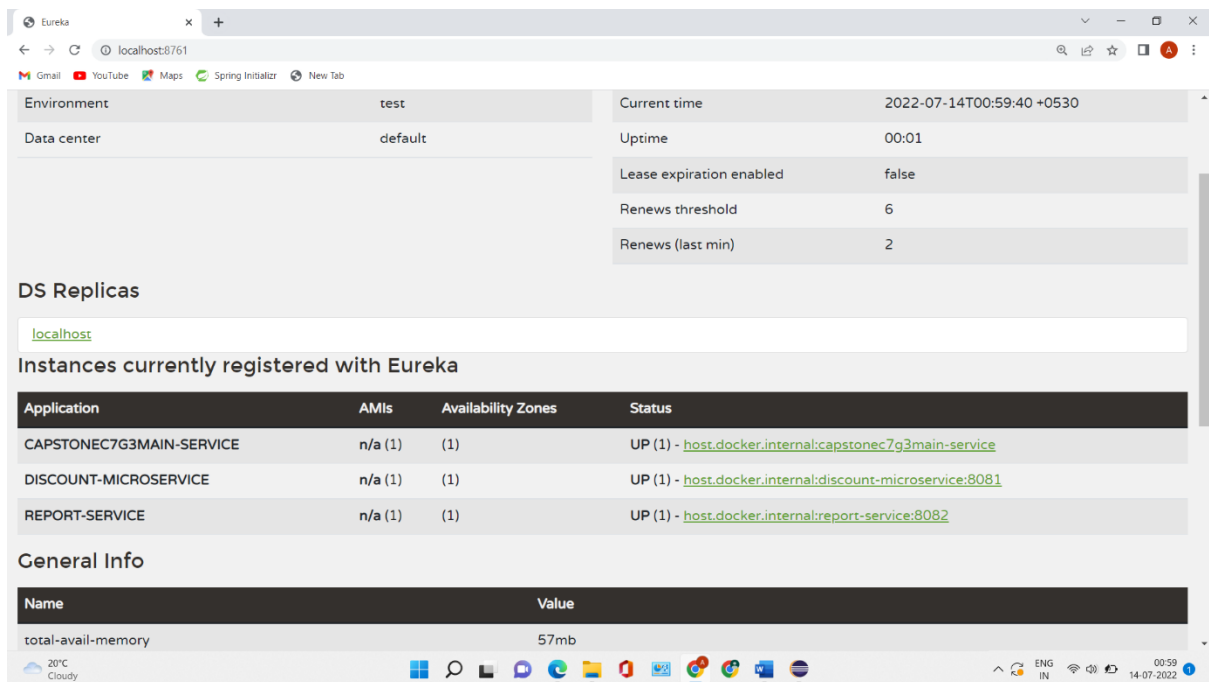 Eureka
localhost:8761
Gmail YouTube Maps Spring Initializr New Tab
A
Environment test
Data center default
Current time 2022-07-14T00:59:40 +0530
Uptime 00:01
Lease expiration enabled false
Renews threshold 6
Renews (last min) 2
DS Replicas
localhost
Instances currently registered with Eureka
Application AMIs Availability Zones Status
CAPSTONEC7G3MAIN-SERVICE n/a (1) (1) UP (1) - host.docker.internal:capstonec7g3main-service
DISCOUNT-MICROSERVICE n/a (1) (1) UP (1) - host.docker.internal:discount-microservice:8081
REPORT-SERVICE n/a (1) (1) UP (1) - host.docker.internal:report-service:8082
General Info
Name Value
total-avail-memory 57mb
20°C
Cloudy
ENG
IN
00:59
14-07-2022
1